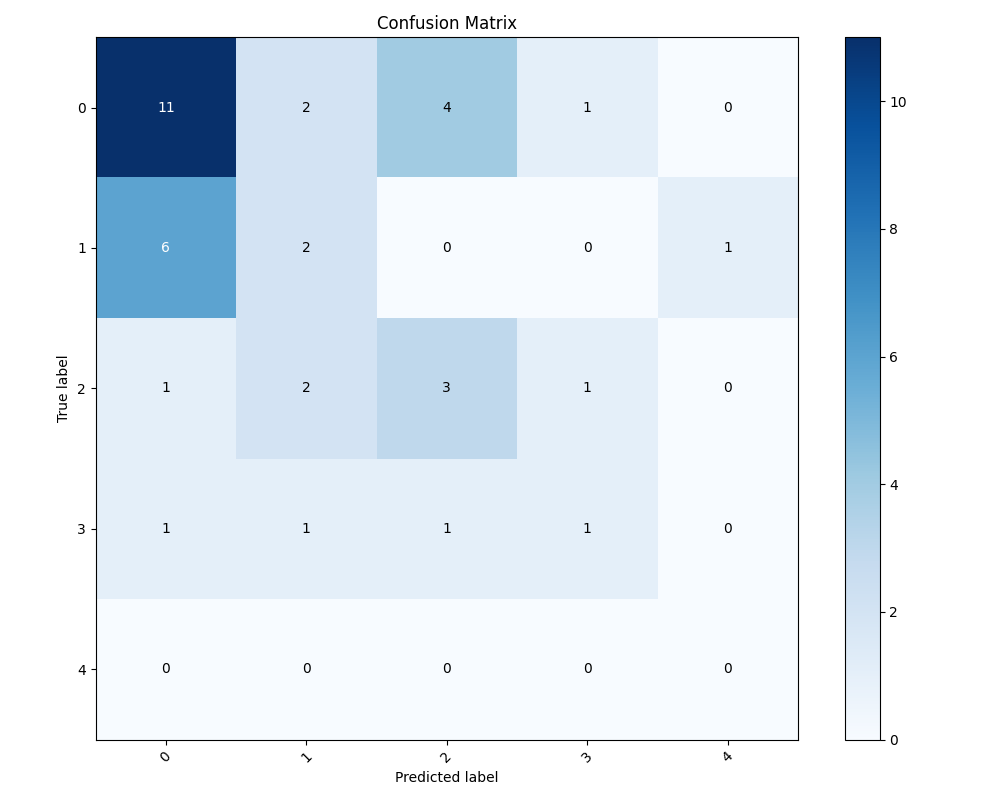 Confusion Matrix
0 11 2 4 1 0
1 6 2 0 0 1
2 1 2 3 1 0
3 1 1 1 1 0
4 0 0 0 0 0
0 1 2 3 4
True label
Predicted label
10
8
6
4
2
0